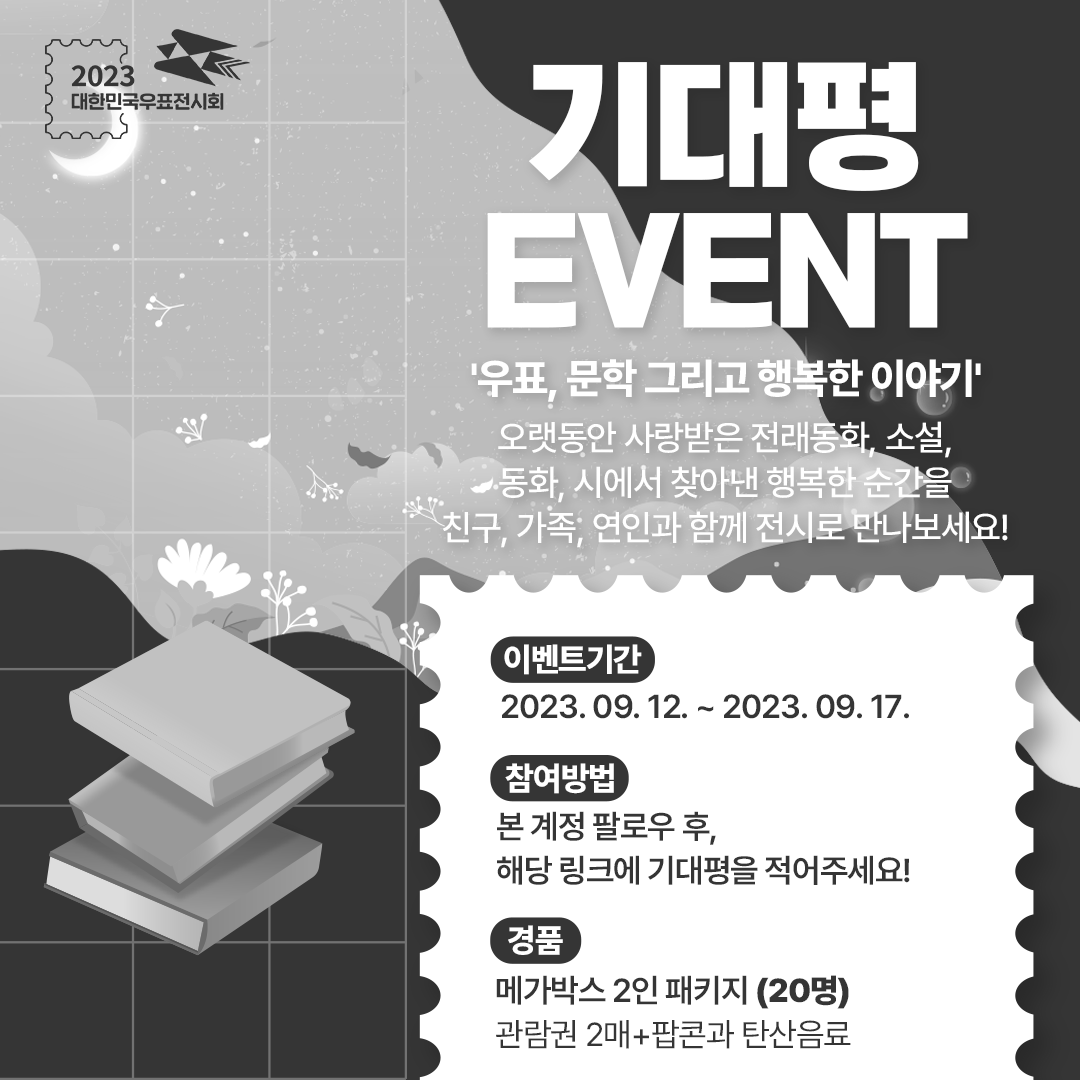 2023
대한민국우표전시회
기대평
EVENT
'우표, 문학 그리고 행복한 이야기'
오랫동안 사랑받은 전래동화, 소설,
동화, 시에서 찾아낸 행복한 순간을
친구, 가족, 연인과 함께 전시로 만나보세요!
이벤트기간
2023. 09. 12. ~ 2023. 09. 17.
참여방법
본 계정 팔로우 후,
해당 링크에 기대평을 적어주세요!
경품
메가박스 2인 패키지 (20명)
관람권 2매+팝콘과 탄산음료